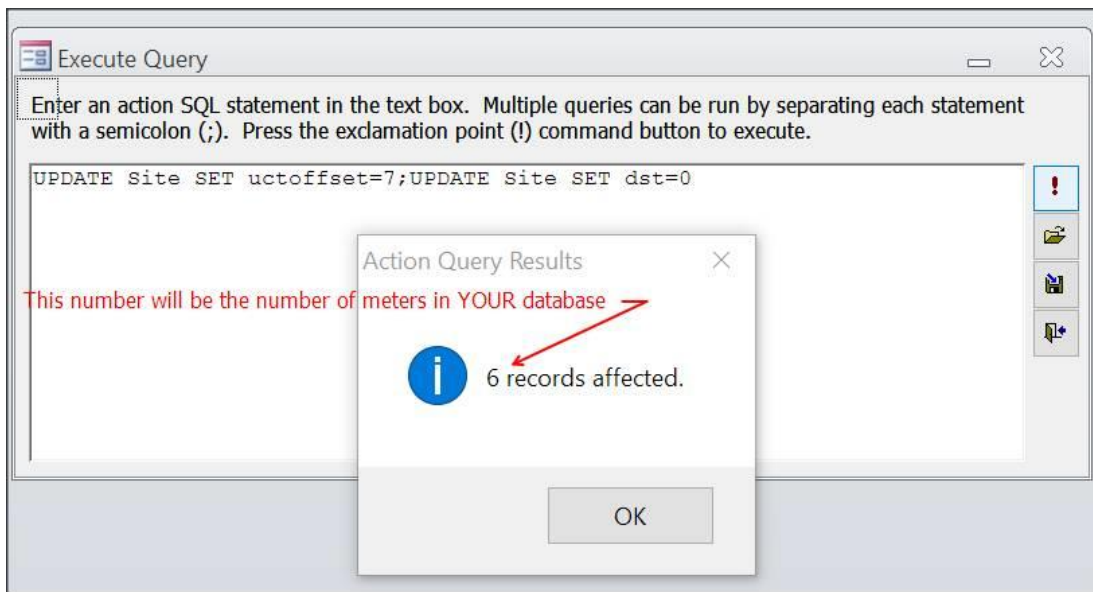 Execute Query
Enter an action SQL statement in the text box. Multiple queries can be run by separating each statement
with a semicolon (;). Press the exclamation point (!) command button to execute.
UPDATE Site SET uctoffset=7;UPDATE Site SET dst=0
!
Action Query Results
This number will be the number of meters in YOUR database
i
6 records affected.
OK